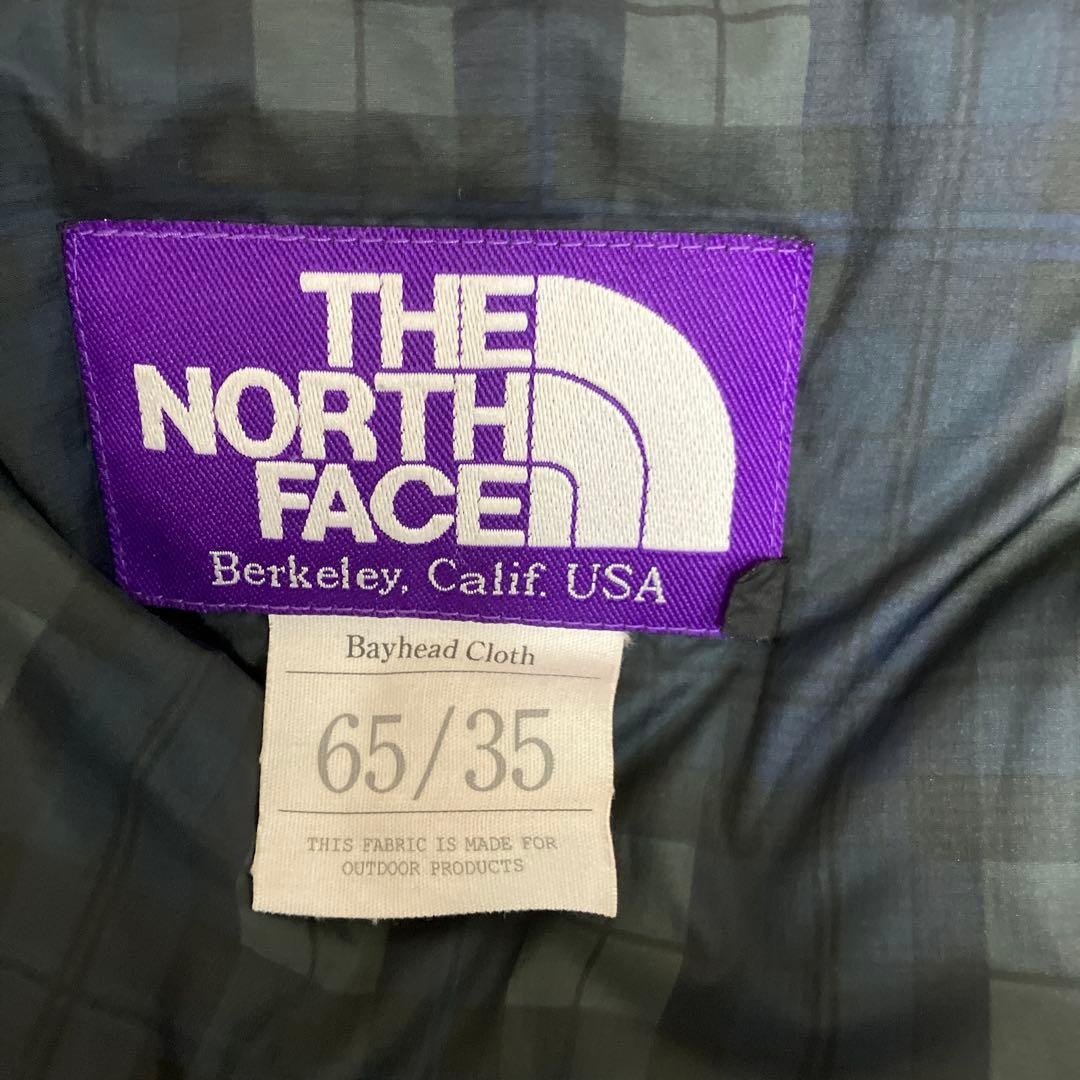 THE
NORTH
FACE
Berkeley, Calif. USA
Bayhead Cloth
65/35
THIS FABRIC IS MADE FOR
OUTDOOR PRODUCTS